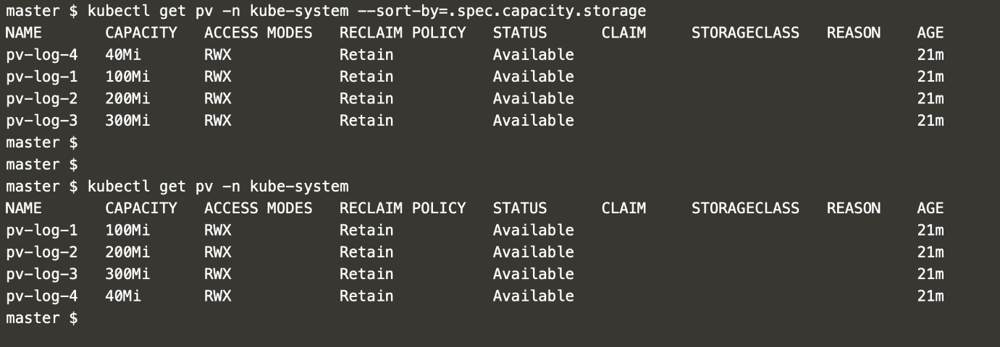 master $ kubectl get pv -n kube-system --sort-by=.spec.capacity.storage
NAME       CAPACITY   ACCESS MODES   RECLAIM POLICY   STATUS      CLAIM     STORAGECLASS   REASON    AGE
pv-log-4   40Mi       RWX            Retain           Available                                      21m
pv-log-1   100Mi      RWX            Retain           Available                                      21m
pv-log-2   200Mi      RWX            Retain           Available                                      21m
pv-log-3   300Mi      RWX            Retain           Available                                      21m
master $
master $
master $ kubectl get pv -n kube-system
NAME       CAPACITY   ACCESS MODES   RECLAIM POLICY   STATUS      CLAIM     STORAGECLASS   REASON    AGE
pv-log-1   100Mi      RWX            Retain           Available                                      21m
pv-log-2   200Mi      RWX            Retain           Available                                      21m
pv-log-3   300Mi      RWX            Retain           Available                                      21m
pv-log-4   40Mi       RWX            Retain           Available                                      21m
master $